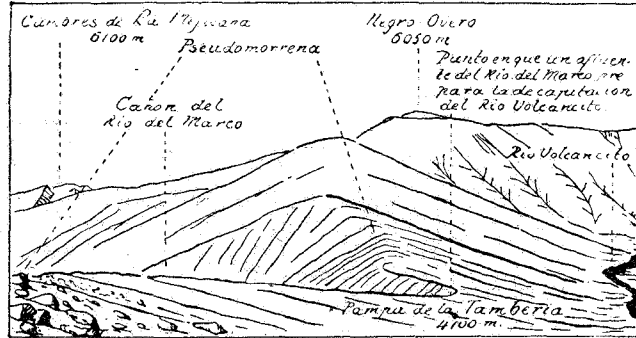 Cumbres de La Mejicana
6100 m
Pseudomorrena
Negro-Overo
6050 m
Punto en que un afluen-
te del Rio del Marco pre
para la decapitación
del Rio Volcancito.
Cañon del
Rio del Marco
Rio Volcancito
Pampa de la Tamberia
4100 m.